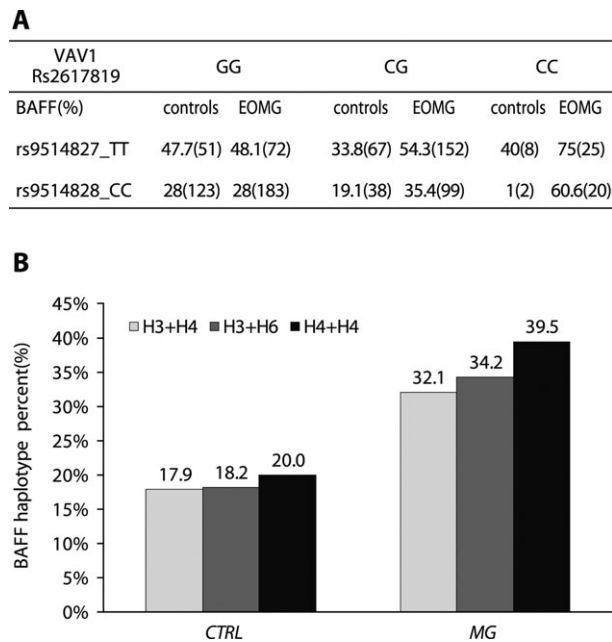 A
VAV1
Rs2617819 GG CG CC
BAFF(%) controls EOMG controls EOMG controls EOMG
rs9514827_TT 47.7(51) 48.1(72) 33.8(67) 54.3(152) 40(8) 75(25)
rs9514828_CC 28(123) 28(183) 19.1(38) 35.4(99) 1(2) 60.6(20)
B
BAFF haplotype percent(%)
45%
40%
35%
30%
25%
20%
15%
10%
5%
0%
H3+H4 H3+H6 H4+H4
17.9 18.2 20.0
32.1 34.2 39.5
CTRL MG